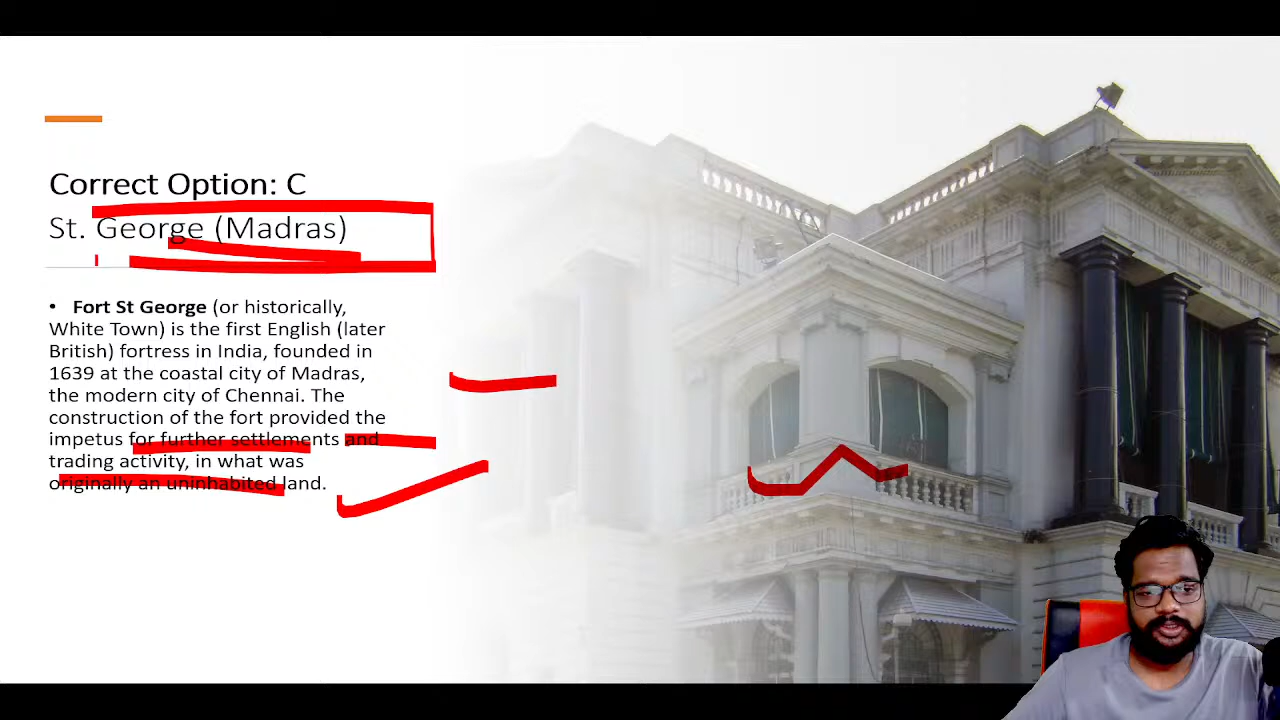 Correct Option: C
St. George (Madras)
• Fort St George (or historically,
White Town) is the first English (later
British) fortress in India, founded in
1639 at the coastal city of Madras,
the modern city of Chennai. The
construction of the fort provided the
impetus for further settlements and
trading activity, in what was
originally an uninhabited land.